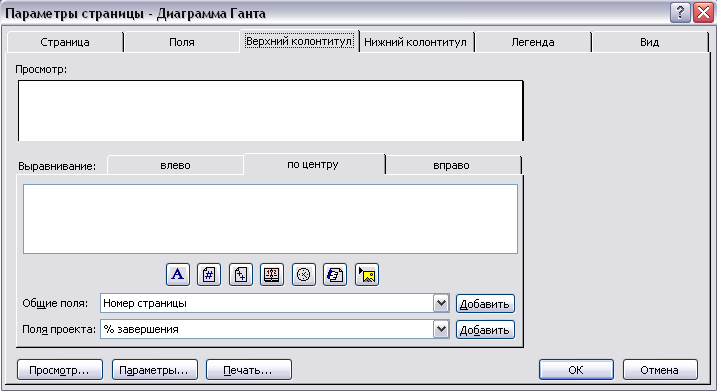 Параметры страницы - Диаграмма Ганта
Страница Поля Верхний колонтитул Нижний колонтитул Легенда Вид
Просмотр:
Выравнивание: влево по центру вправо
A # +
Общие поля: Номер страницы Добавить
Поля проекта: % завершения Добавить
Просмотр... Параметры... Печать... ОК Отмена